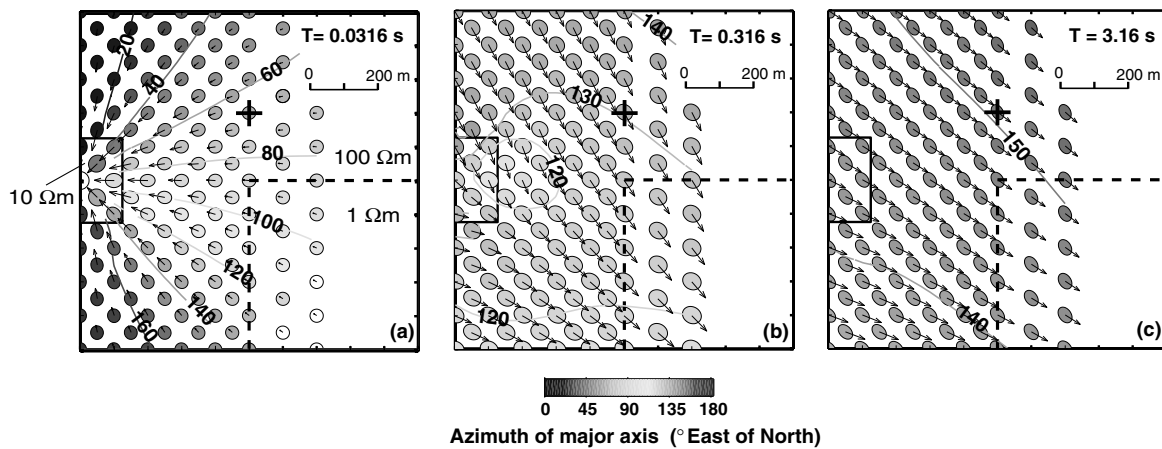 T= 0.0316 s
0 200 m
20
40
60
80
100 Ωm
10 Ωm
1 Ωm
100
120
140
160
(a)
T = 0.316 s
0 200 m
140
130
120
120
(b)
T = 3.16 s
0 200 m
150
140
(c)
0 45 90 135 180
Azimuth of major axis (°East of North)